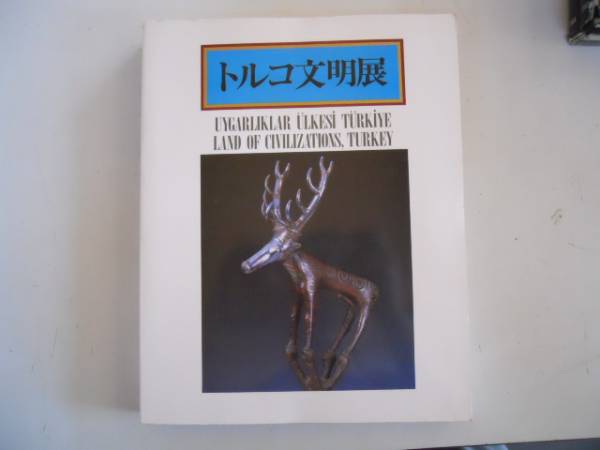 トルコ文明展
UYGARLIKLAR ÜLKESİ TÜRKİYE
LAND OF CIVILIZATIONS, TURKEY